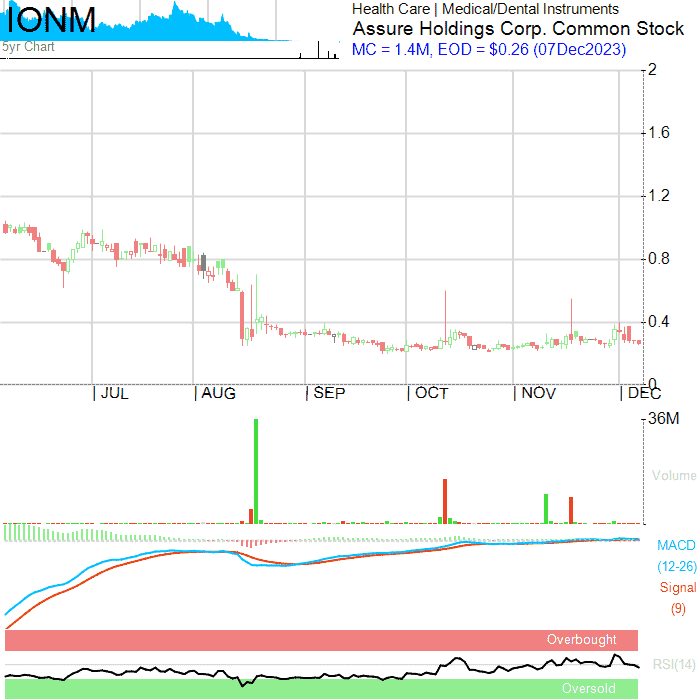 IONM
5yr Chart
Health Care | Medical/Dental Instruments
Assure Holdings Corp. Common Stock
MC = 1.4M, EOD = $0.26 (07Dec2023)
2
1.6
1.2
0.8
0.4
0
JUL AUG SEP OCT NOV DEC
36M
Volume
MACD
(12-26)
Signal
(9)
Overbought
RSI(14)
Oversold